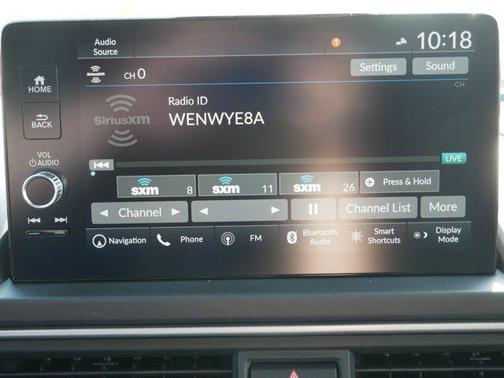 Audio
Source
10:18
SiriusXM
CH 0
Settings
Sound
CH
HOME
SiriusXM
Radio ID
WENWYE8A
BACK
VOL
AUDIO
LIVE
sxm 8
sxm 11
sxm 26
Press & Hold
Channel
Channel List
More
Navigation
Phone
FM
Bluetooth
Audio
Smart
Shortcuts
Display
Mode